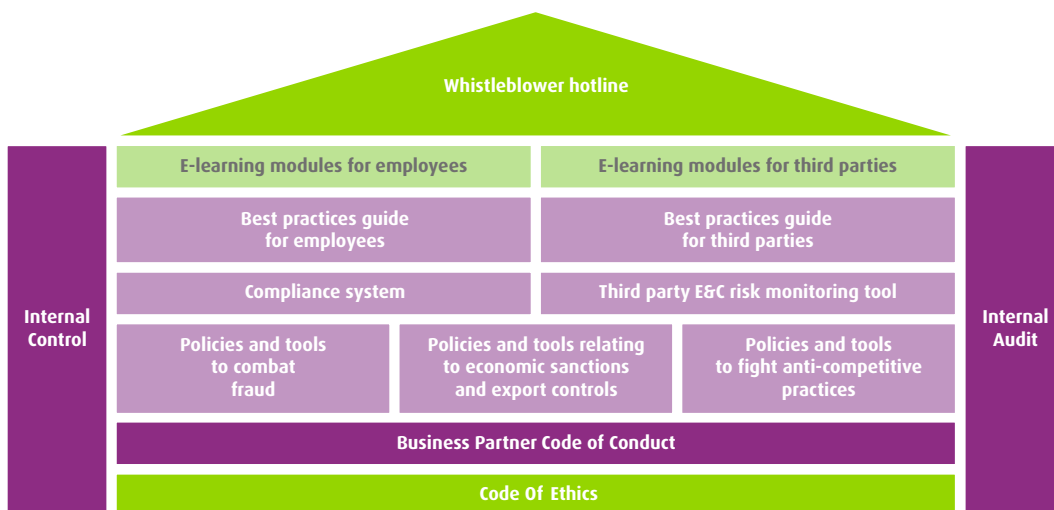 Whistleblower hotline
E-learning modules for employees
E-learning modules for third parties
Best practices guide
for employees
Best practices guide
for third parties
Compliance system
Third party E&C risk monitoring tool
Internal
Control
Internal
Audit
Policies and tools
to combat
fraud
Policies and tools relating
to economic sanctions
and export controls
Policies and tools
to fight anti-competitive
practices
Business Partner Code of Conduct
Code Of Ethics